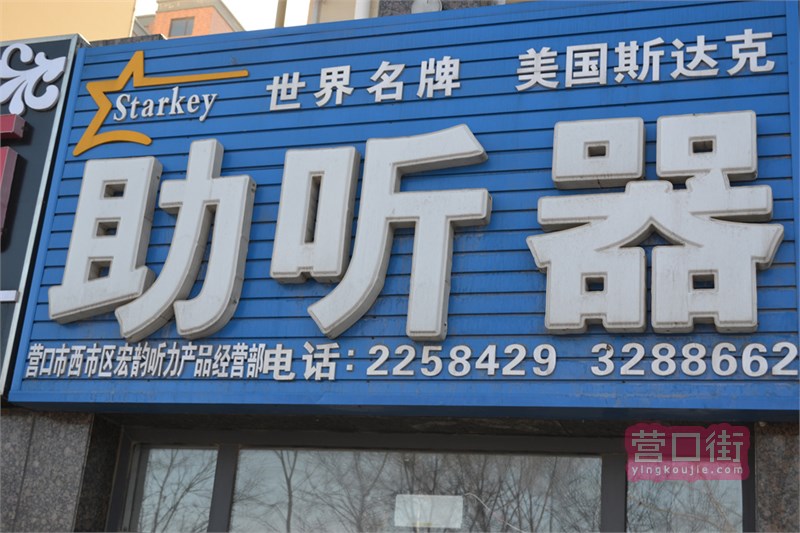 Starkey 世界名牌 美国斯达克
助听器
营口市西市区宏韵听力产品经营部电话：2258429 3288662
营口街
yingkoujie.com